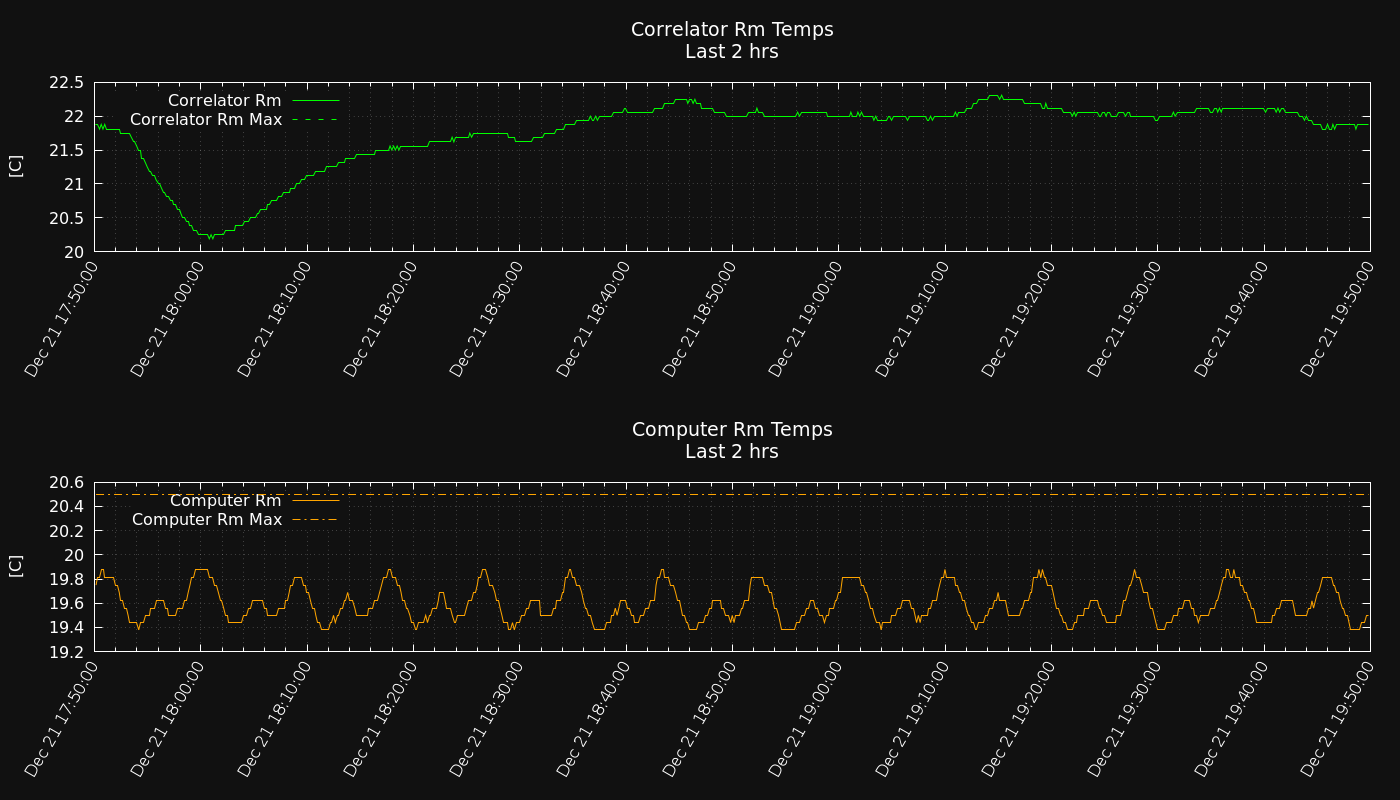 Correlator Rm Temps
Last 2 hrs
22.5
22
21.5
21
20.5
20
[C]
Correlator Rm
Correlator Rm Max
Dec 21 17:50:00
Dec 21 18:00:00
Dec 21 18:10:00
Dec 21 18:20:00
Dec 21 18:30:00
Dec 21 18:40:00
Dec 21 18:50:00
Dec 21 19:00:00
Dec 21 19:10:00
Dec 21 19:20:00
Dec 21 19:30:00
Dec 21 19:40:00
Dec 21 19:50:00
Computer Rm Temps
Last 2 hrs
20.6
20.4
20.2
20
19.8
19.6
19.4
19.2
[C]
Computer Rm
Computer Rm Max
Dec 21 17:50:00
Dec 21 18:00:00
Dec 21 18:10:00
Dec 21 18:20:00
Dec 21 18:30:00
Dec 21 18:40:00
Dec 21 18:50:00
Dec 21 19:00:00
Dec 21 19:10:00
Dec 21 19:20:00
Dec 21 19:30:00
Dec 21 19:40:00
Dec 21 19:50:00